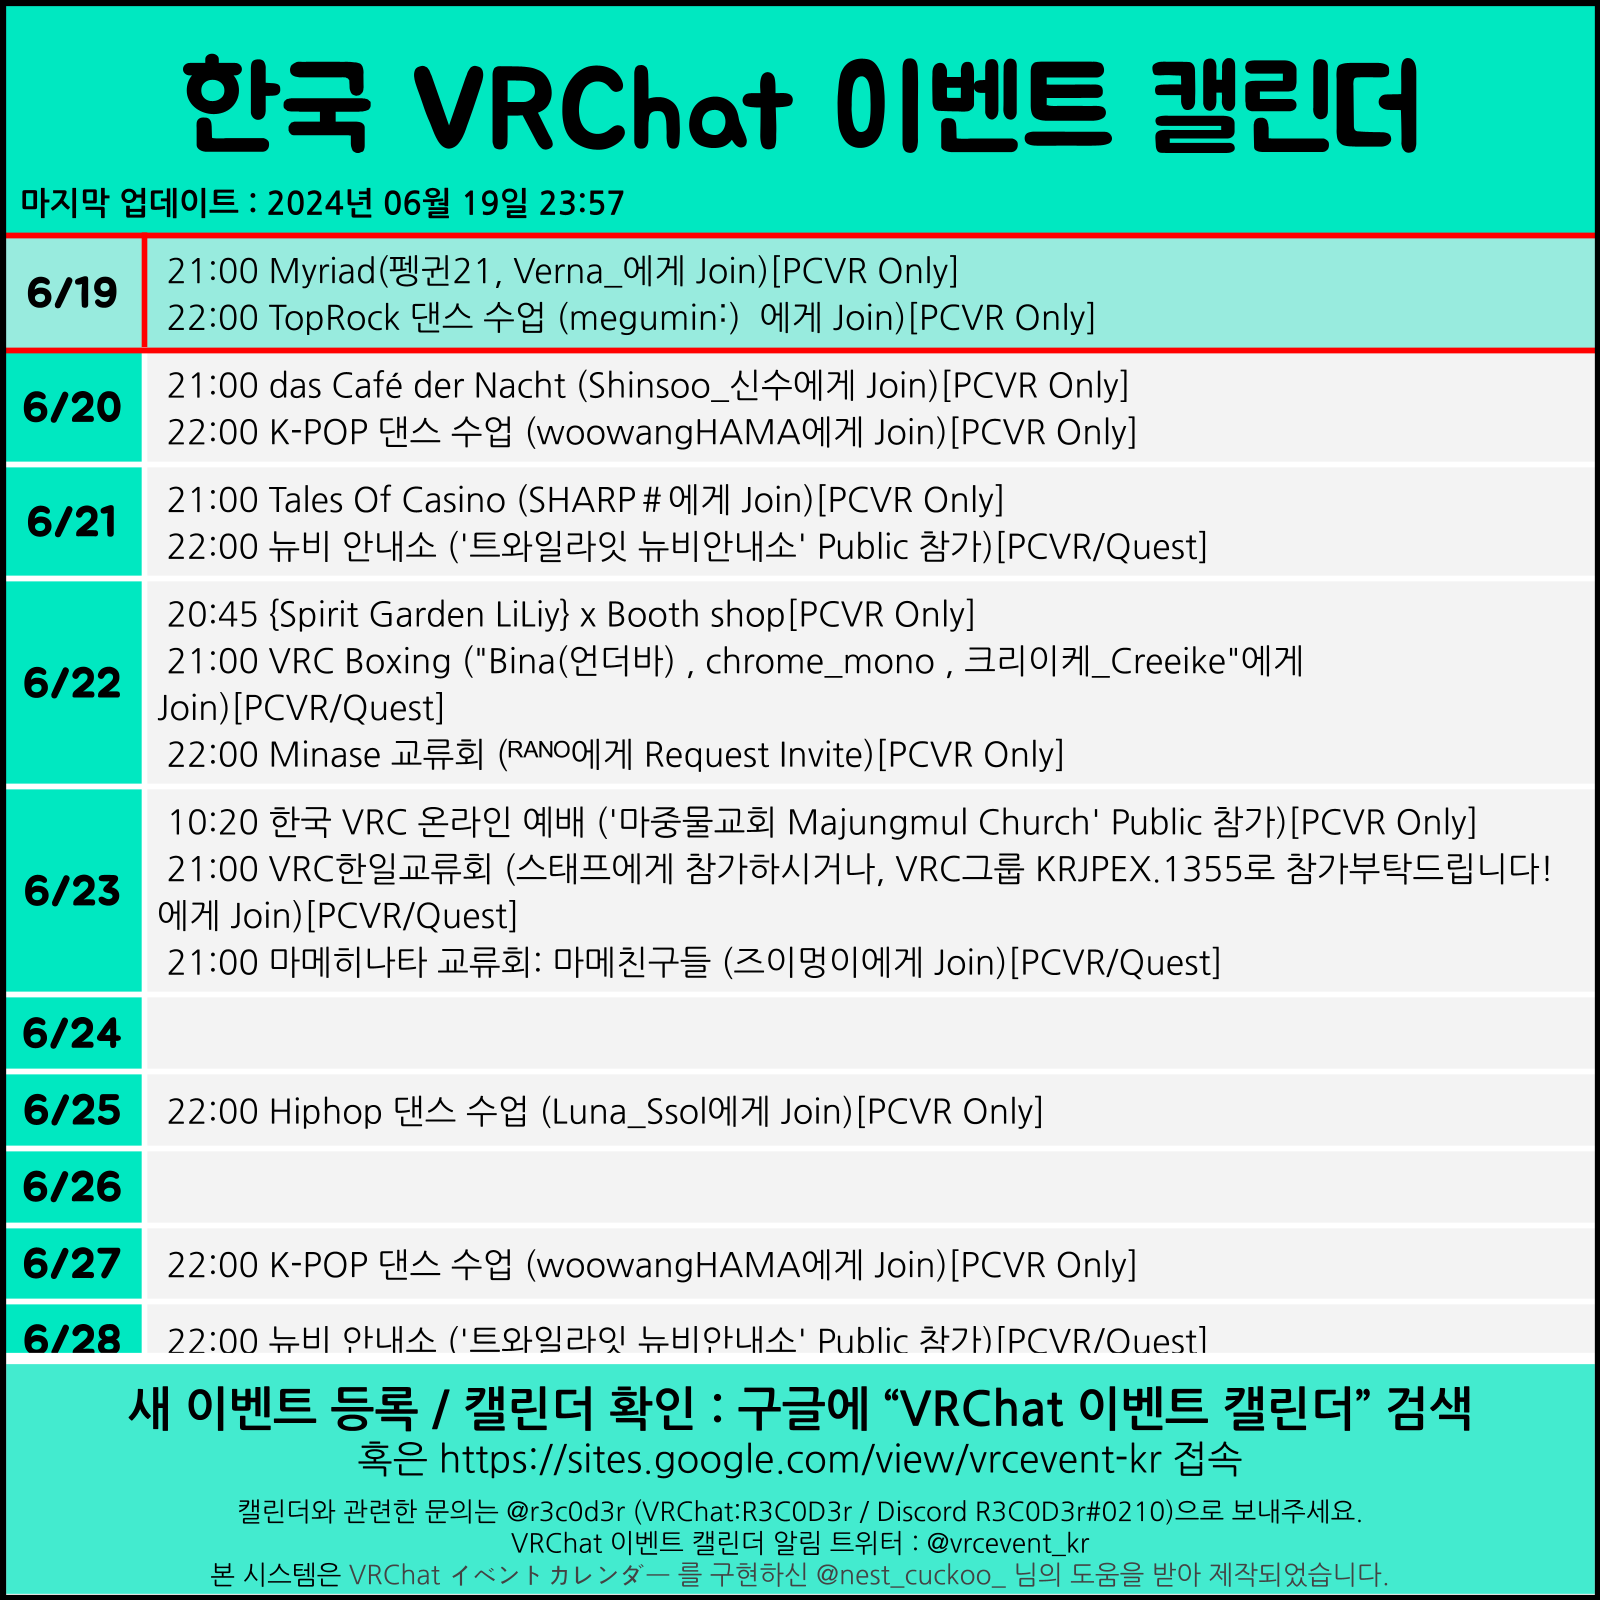 한국 VRChat 이벤트 캘린더
마지막 업데이트 : 2024년 06월 19일 23:57
6/19
21:00 Myriad(펭귄21, Verna_에게 Join)[PCVR Only]
22:00 TopRock 댄스 수업 (megumin:)  에게 Join)[PCVR Only]
6/20
21:00 das Café der Nacht (Shinsoo_신수에게 Join)[PCVR Only]
22:00 K-POP 댄스 수업 (woowangHAMA에게 Join)[PCVR Only]
6/21
21:00 Tales Of Casino (SHARP＃에게 Join)[PCVR Only]
22:00 뉴비 안내소 ('트와일라잇 뉴비안내소' Public 참가)[PCVR/Quest]
6/22
20:45 {Spirit Garden LiLiy} x Booth shop[PCVR Only]
21:00 VRC Boxing ("Bina(언더바) , chrome_mono , 크리이케_Creeike"에게
Join)[PCVR/Quest]
22:00 Minase 교류회 (ᴿᴬᴺᴼ에게 Request Invite)[PCVR Only]
6/23
10:20 한국 VRC 온라인 예배 ('마중물교회 Majungmul Church' Public 참가)[PCVR Only]
21:00 VRC한일교류회 (스태프에게 참가하시거나, VRC그룹 KRJPEX.1355로 참가부탁드립니다!
에게 Join)[PCVR/Quest]
21:00 마메히나타 교류회: 마메친구들 (즈이멍이에게 Join)[PCVR/Quest]
6/24
6/25
22:00 Hiphop 댄스 수업 (Luna_Ssol에게 Join)[PCVR Only]
6/26
6/27
22:00 K-POP 댄스 수업 (woowangHAMA에게 Join)[PCVR Only]
6/28
22:00 뉴비 안내소 ('트와일라잇 뉴비안내소' Public 참가)[PCVR/Quest]
새 이벤트 등록 / 캘린더 확인 : 구글에 “VRChat 이벤트 캘린더” 검색
혹은 https://sites.google.com/view/vrcevent-kr 접속
캘린더와 관련한 문의는 @r3c0d3r (VRChat:R3C0D3r / Discord R3C0D3r#0210)으로 보내주세요.
VRChat 이벤트 캘린더 알림 트위터 : @vrcevent_kr
본 시스템은 VRChat イベントカレンダー 를 구현하신 @nest_cuckoo_ 님의 도움을 받아 제작되었습니다.